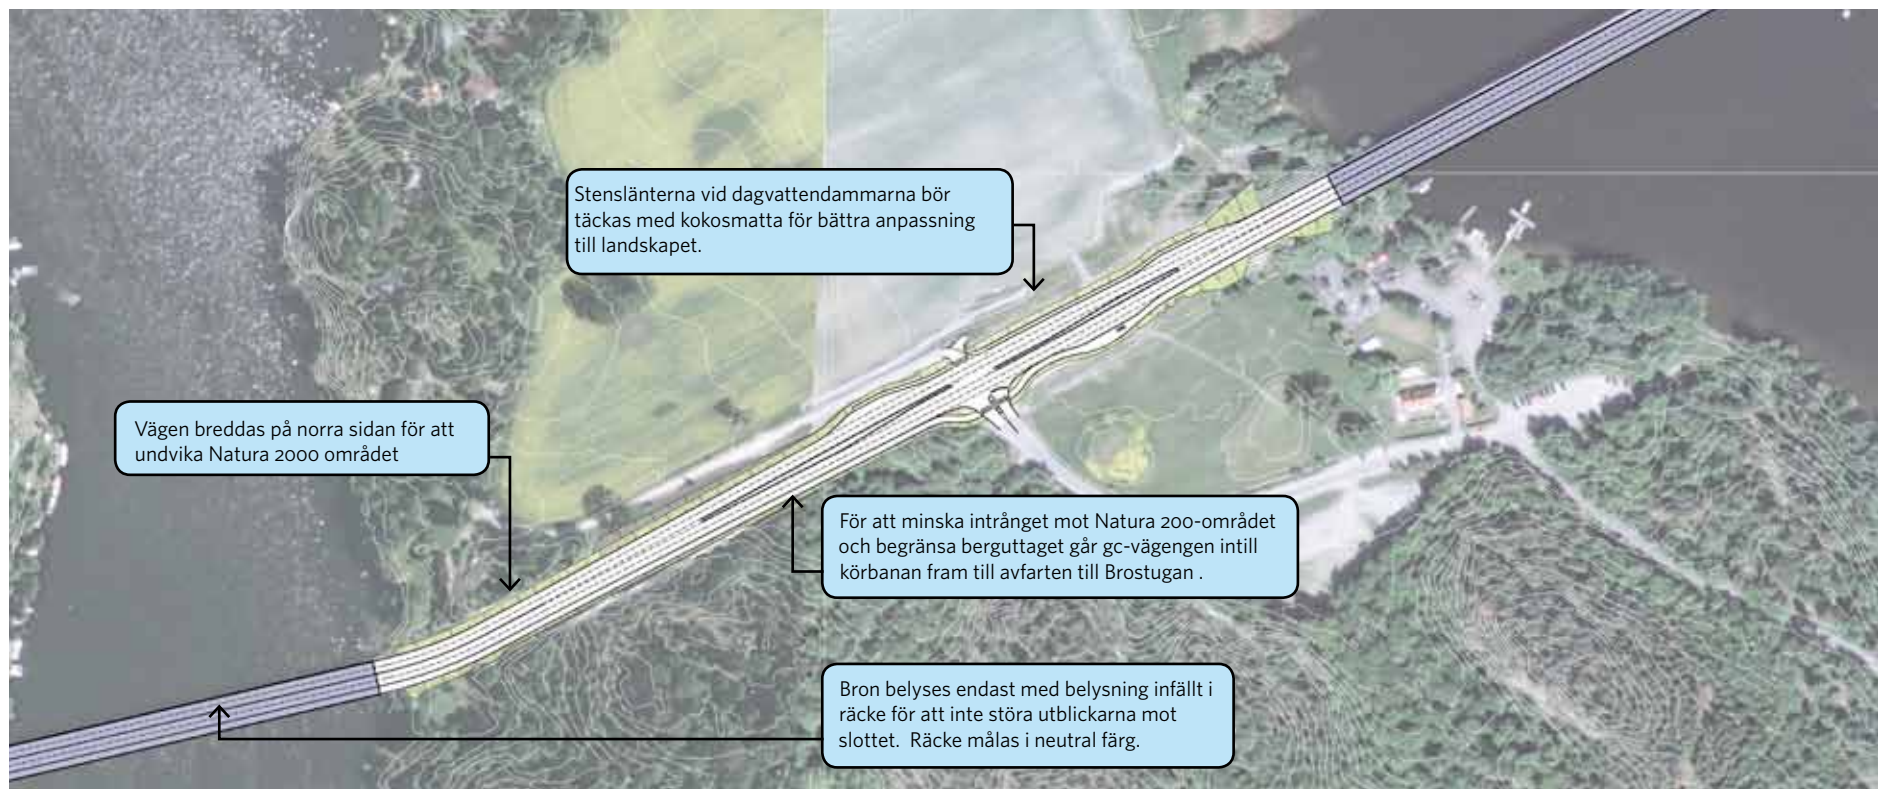 Stenslänterna vid dagvattendammarna bör
täckas med kokosmatta för bättra anpassning
till landskapet.
Vägen breddas på norra sidan för att
undvika Natura 2000 området
För att minska intrånget mot Natura 200-området
och begränsa berguttaget går gc-vägengen intill
körbanan fram till avfarten till Brostugan .
Bron belyses endast med belysning infällt i
räcke för att inte störa utblickarna mot
slottet. Räcke målas i neutral färg.